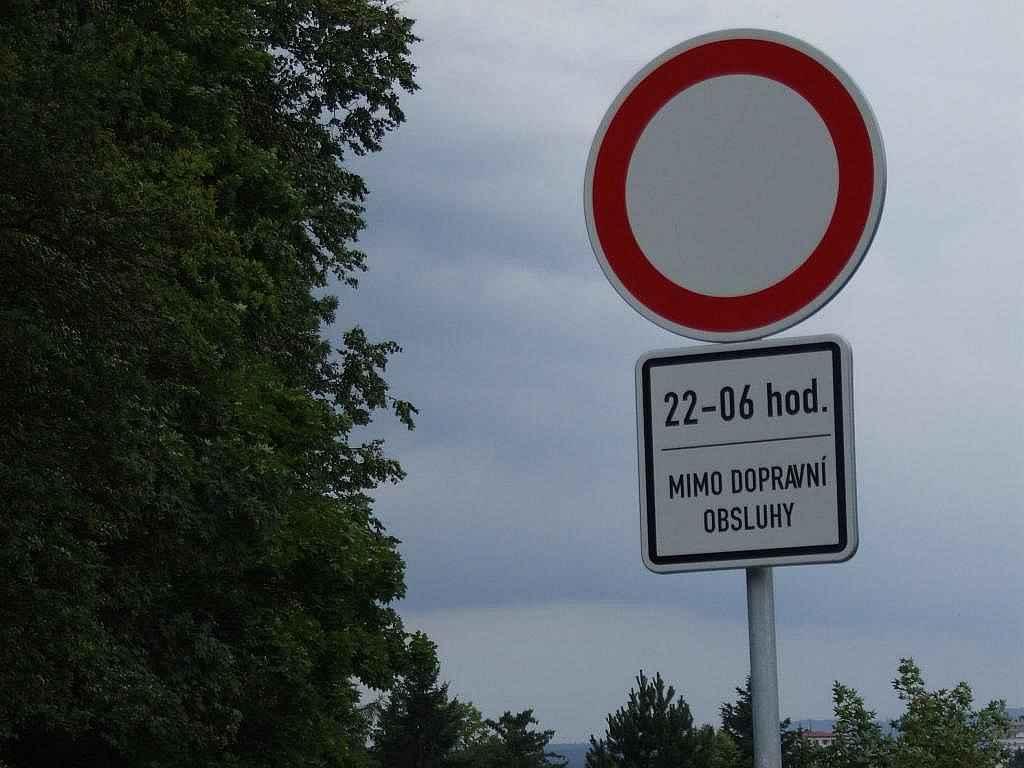 22-06 hod.
MIMO DOPRAVNÍ
OBSLUHY